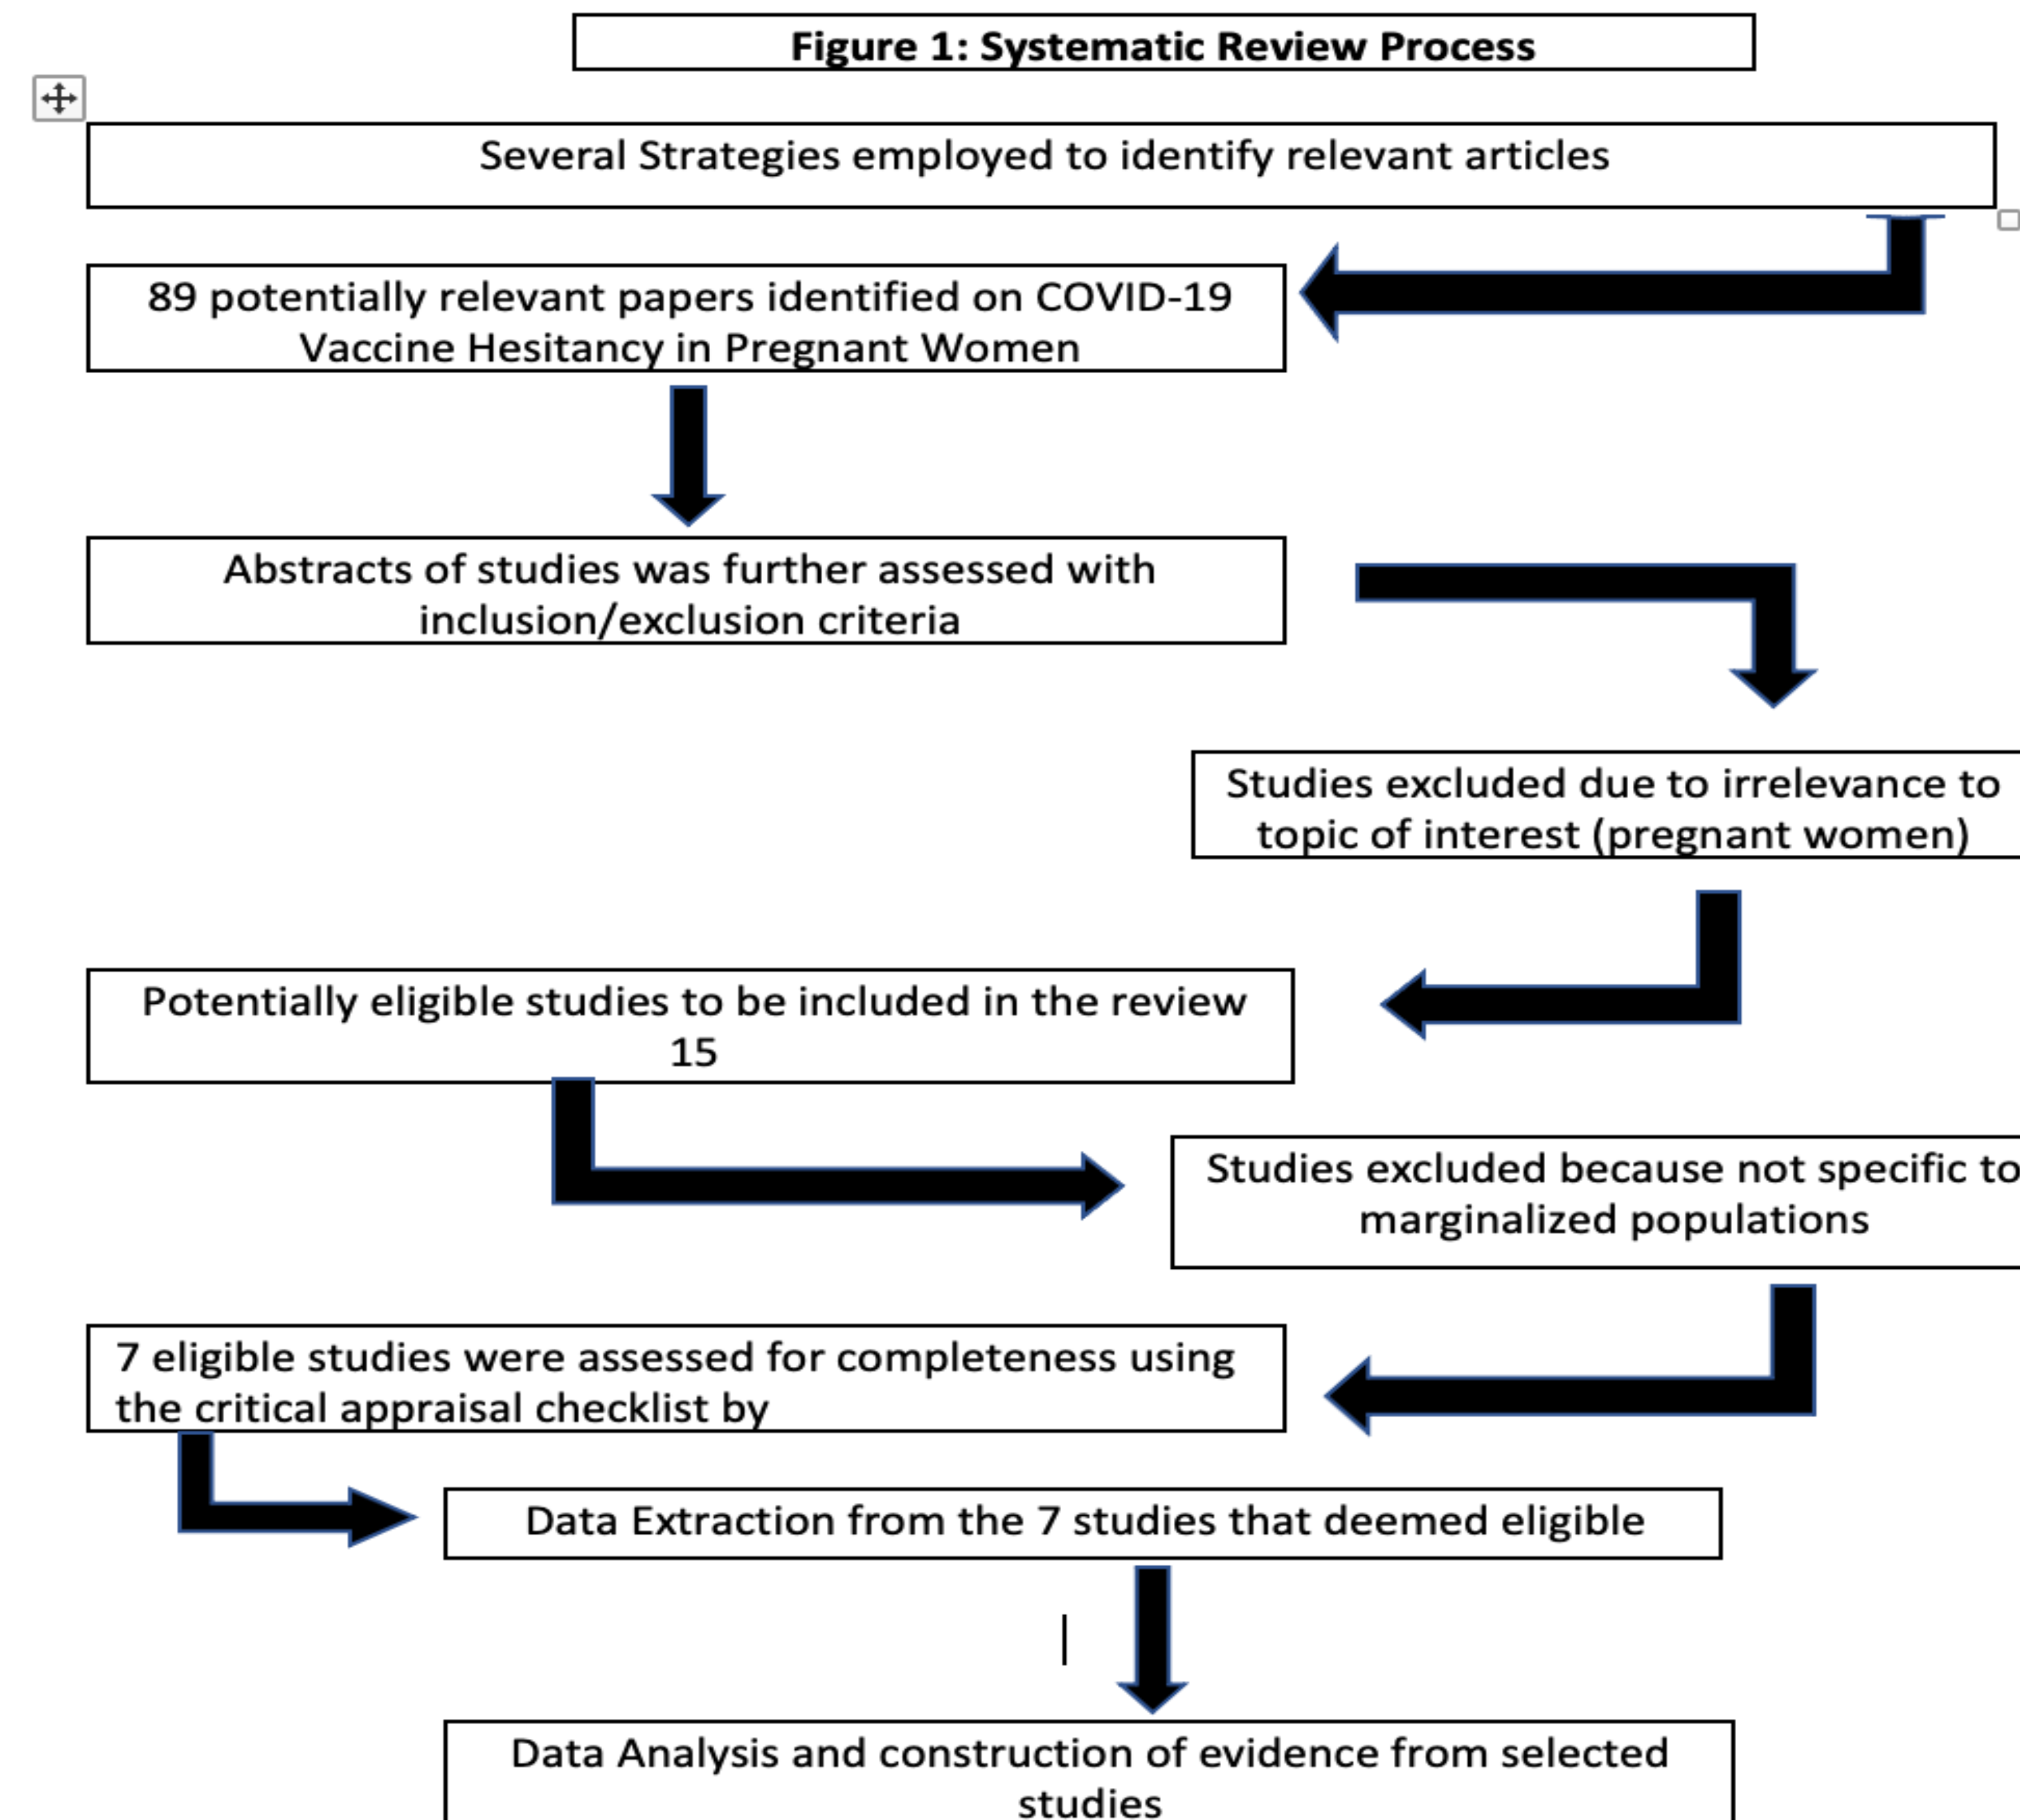 Figure 1: Systematic Review Process
Several Strategies employed to identify relevant articles
89 potentially relevant papers identified on COVID-19
Vaccine Hesitancy in Pregnant Women
Abstracts of studies was further assessed with
inclusion/exclusion criteria
Studies excluded due to irrelevance to
topic of interest (pregnant women)
Potentially eligible studies to be included in the review
15
Studies excluded because not specific to
marginalized populations
7 eligible studies were assessed for completeness using
the critical appraisal checklist by
Data Extraction from the 7 studies that deemed eligible
Data Analysis and construction of evidence from selected
studies